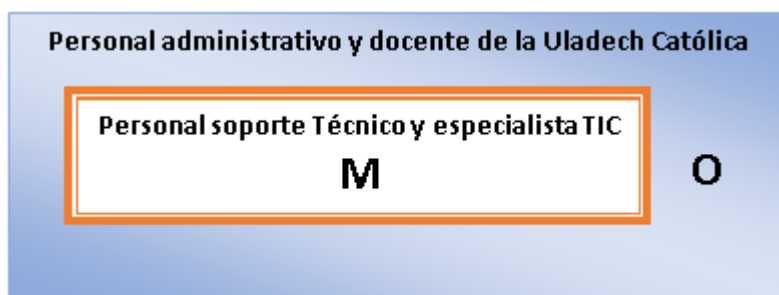 Personal administrativo y docente de la Uladech Católica
Personal soporte Técnico y especialista TIC
M
O